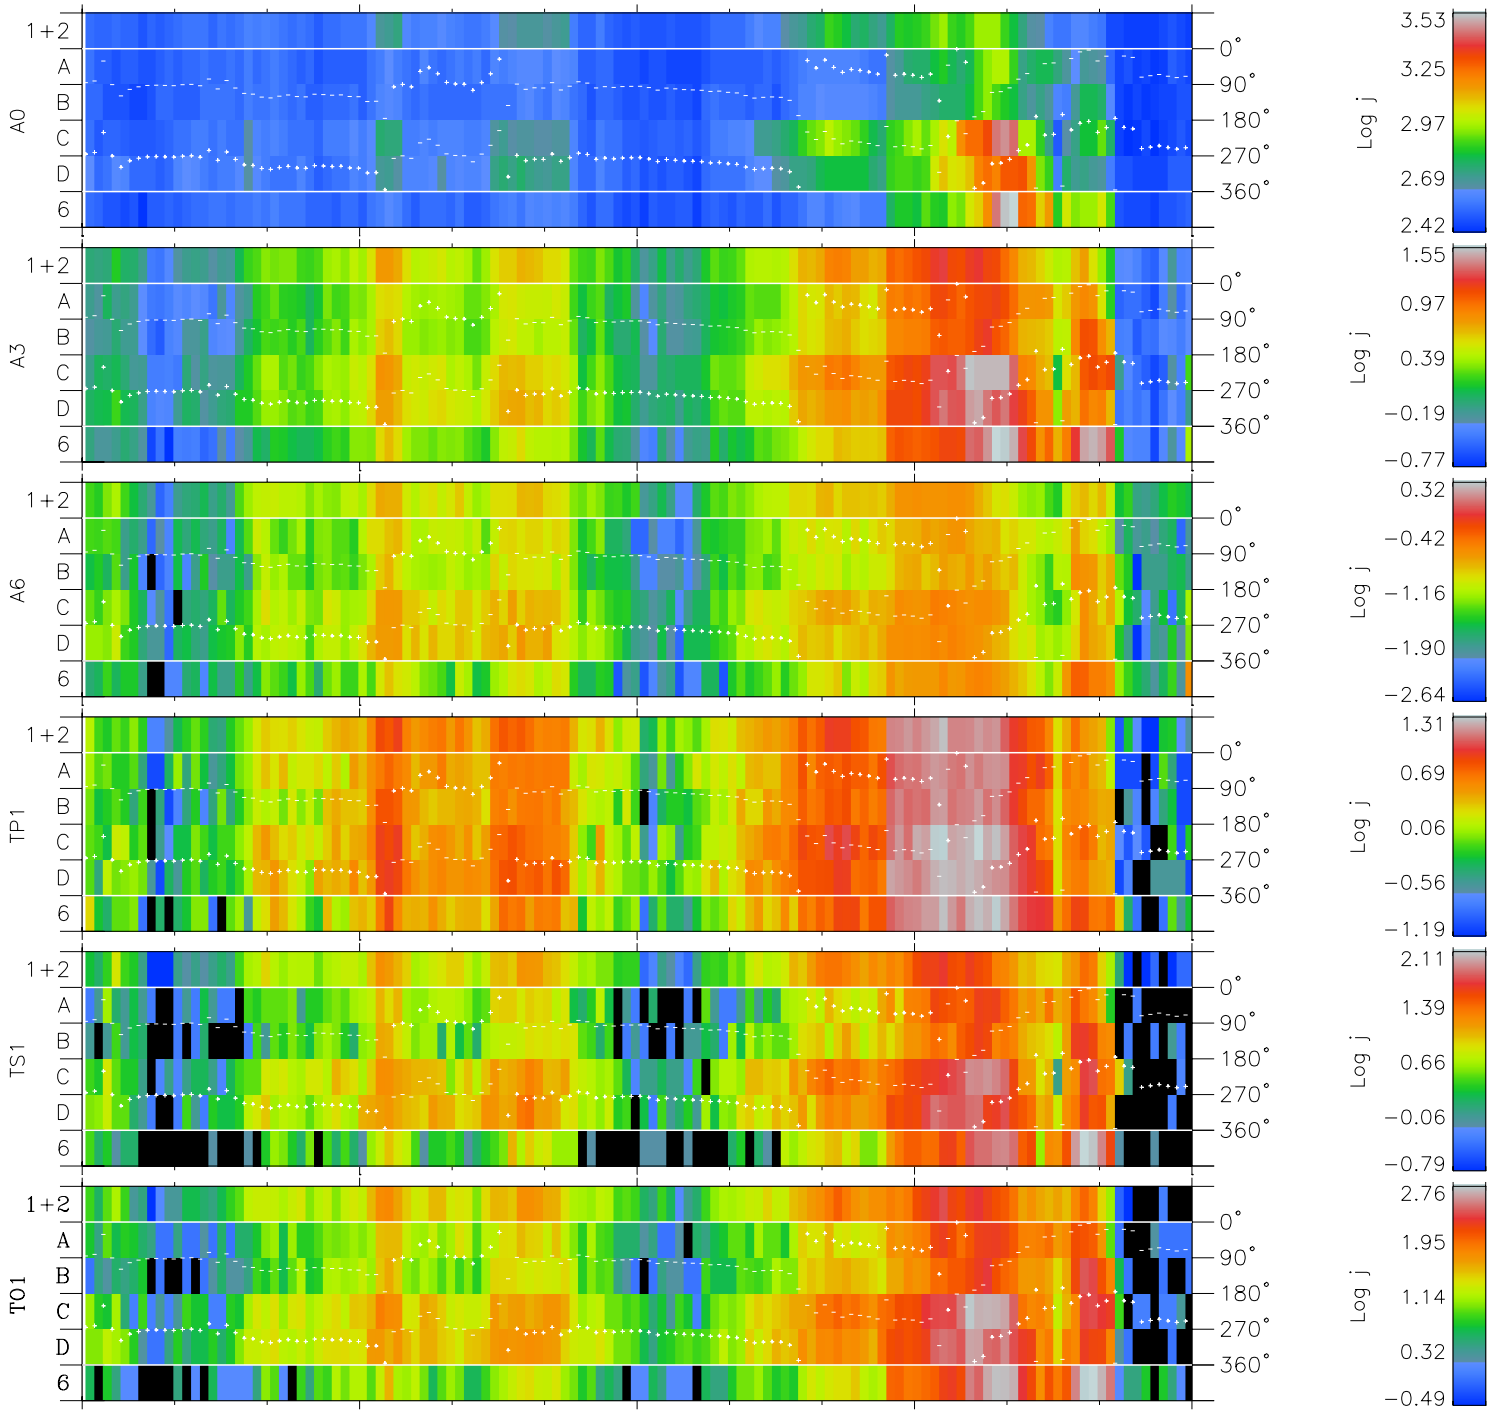 A0
1+2
A
B
C
D
6
0°
90°
180°
270°
360°
Log j
3.53
3.25
2.97
2.69
2.42
A3
1+2
A
B
C
D
6
0°
90°
180°
270°
360°
Log j
1.55
0.97
0.39
−0.19
−0.77
A6
1+2
A
B
C
D
6
0°
90°
180°
270°
360°
Log j
0.32
−0.42
−1.16
−1.90
−2.64
TP1
1+2
A
B
C
D
6
0°
90°
180°
270°
360°
Log j
1.31
0.69
0.06
−0.56
−1.19
TS1
1+2
A
B
C
D
6
0°
90°
180°
270°
360°
Log j
2.11
1.39
0.66
−0.06
−0.79
TO1
1+2
A
B
C
D
6
0°
90°
180°
270°
360°
Log j
2.76
1.95
1.14
0.32
−0.49